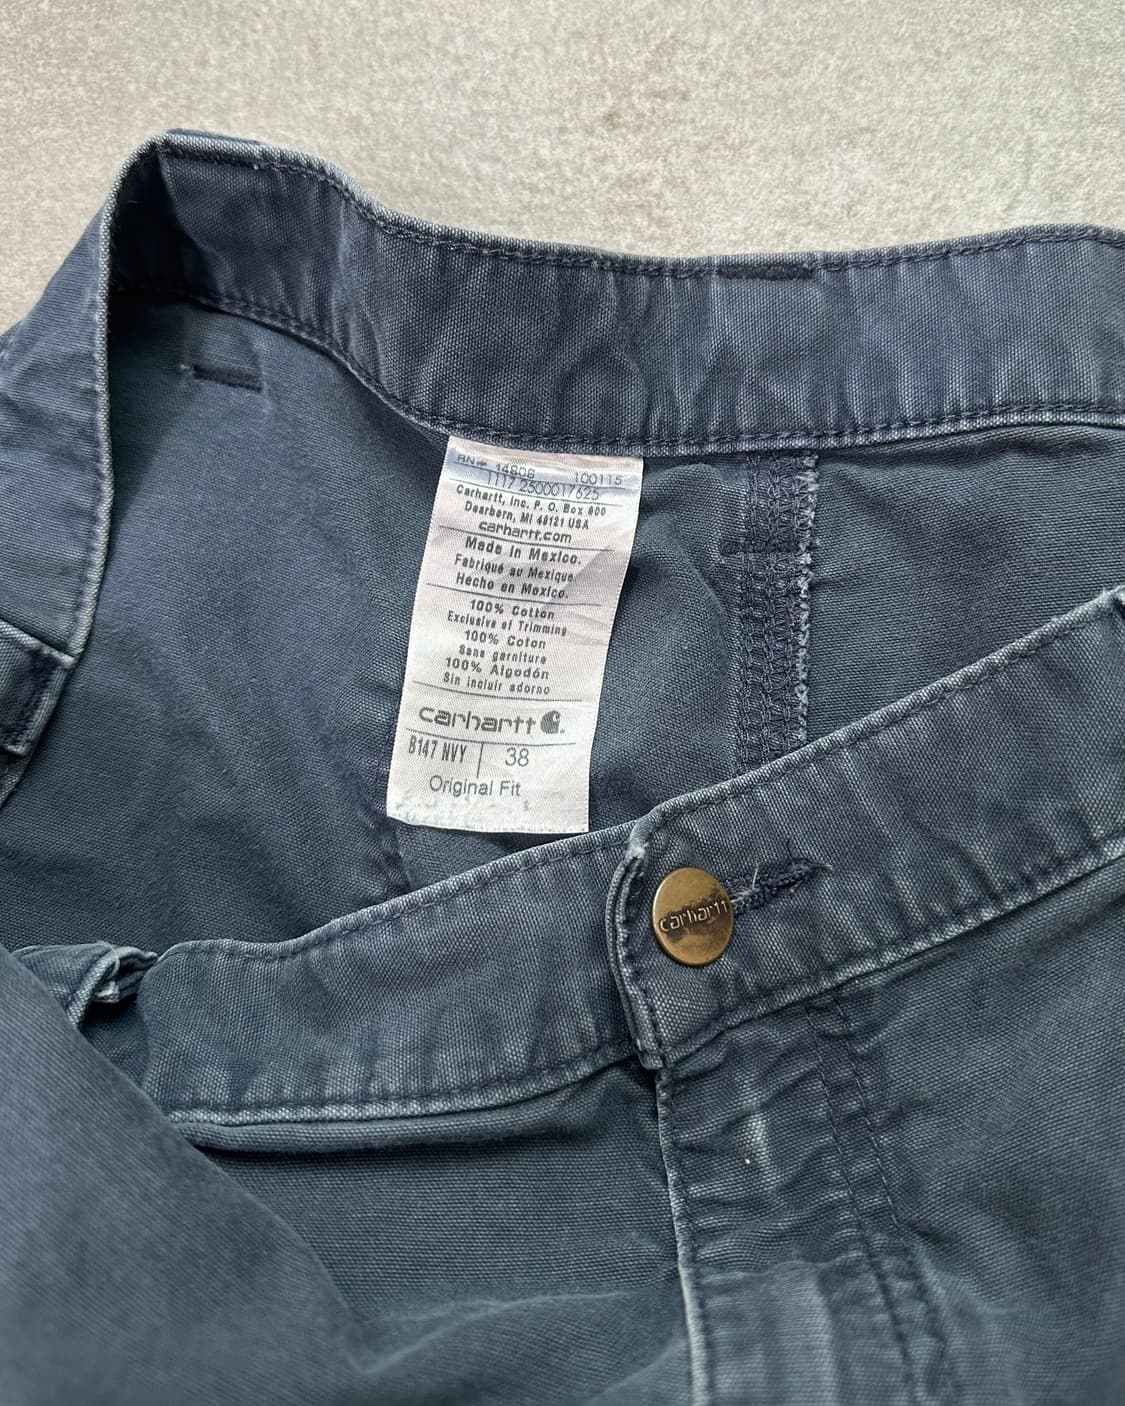 RN# 14806 100115
1117 2500017625
Carhartt, Inc. P. O. Box 600
Dearborn, MI 48121 USA
carhartt.com
Made in Mexico.
Fabriqué au Mexique
Hecho en Mexico.
100% Cotton
Exclusive of Trimming
100% Coton
Sans garniture
100% Algodón
Sin incluir adorno
carhartt
B147 NVY 38
Original Fit
carhartt